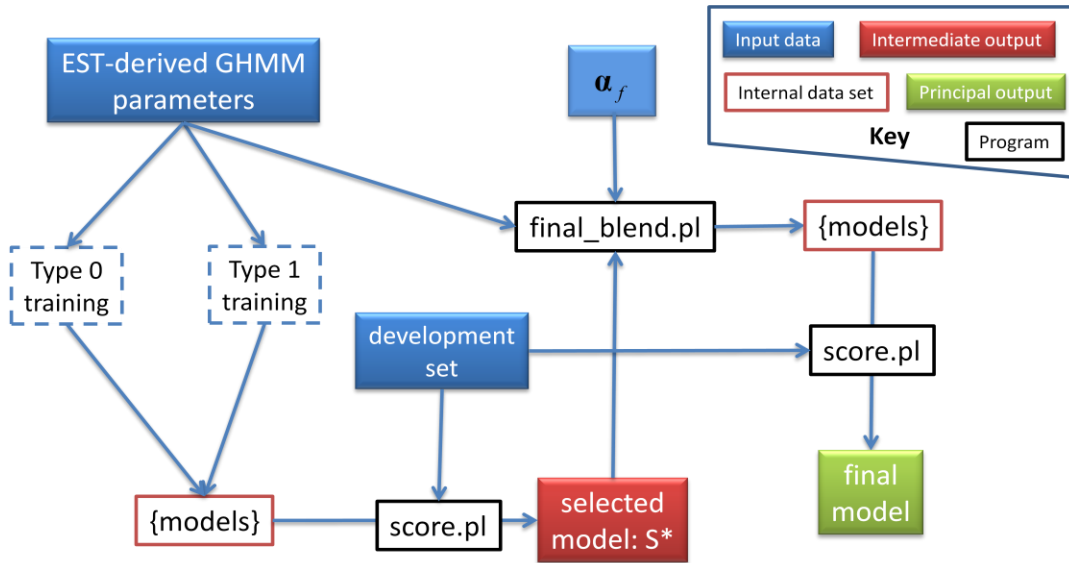 EST-derived GHMM
parameters
α f
Input data
Intermediate output
Internal data set
Principal output
Key
Program
final_blend.pl
{models}
Type 0
training
Type 1
training
development
set
score.pl
{models}
score.pl
selected
model: S*
final
model